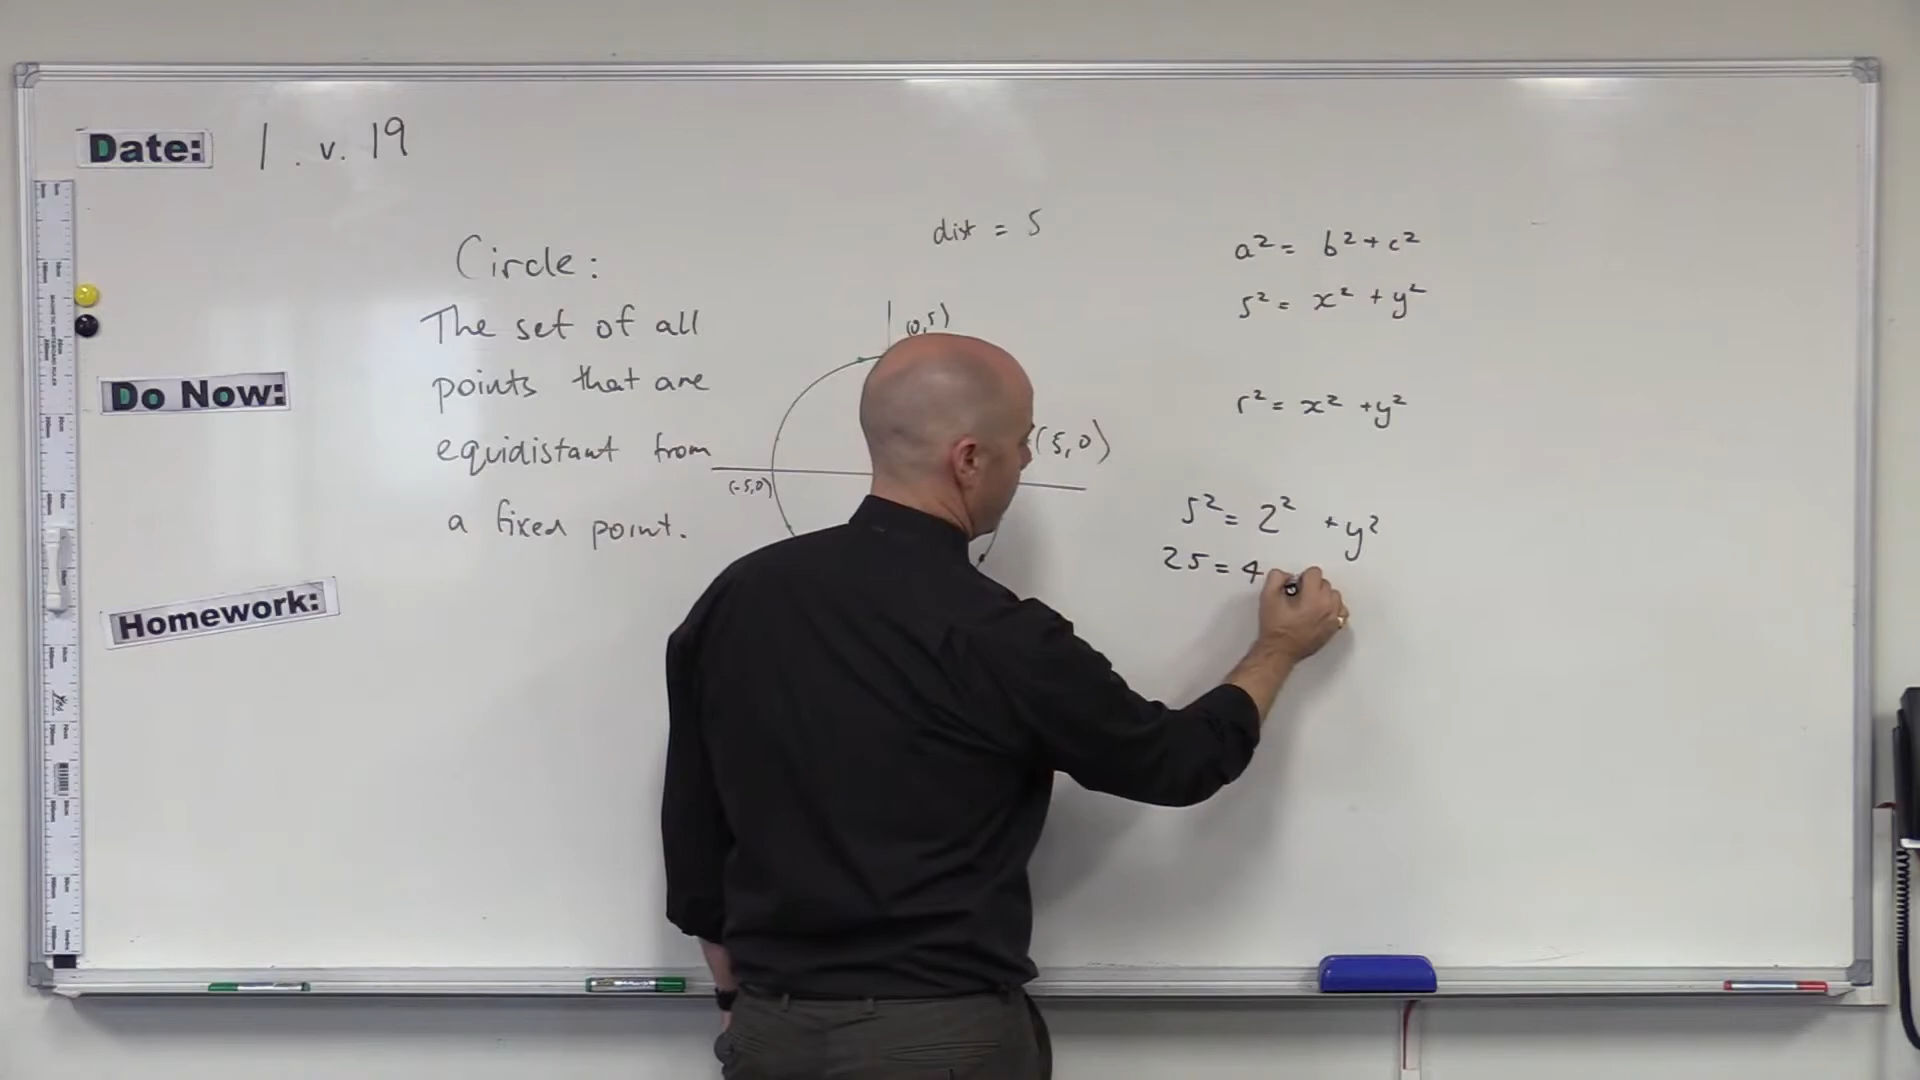 Date: 1 . v. 19
Circle:
The set of all
points that are
equidistant from
a fixed point.
Do Now:
Homework:
dist = 5
(0,5)
(5,0)
(-5,0)
a² = b² + c²
5² = x² + y²
r² = x² + y²
5² = 2² + y²
25 = 4